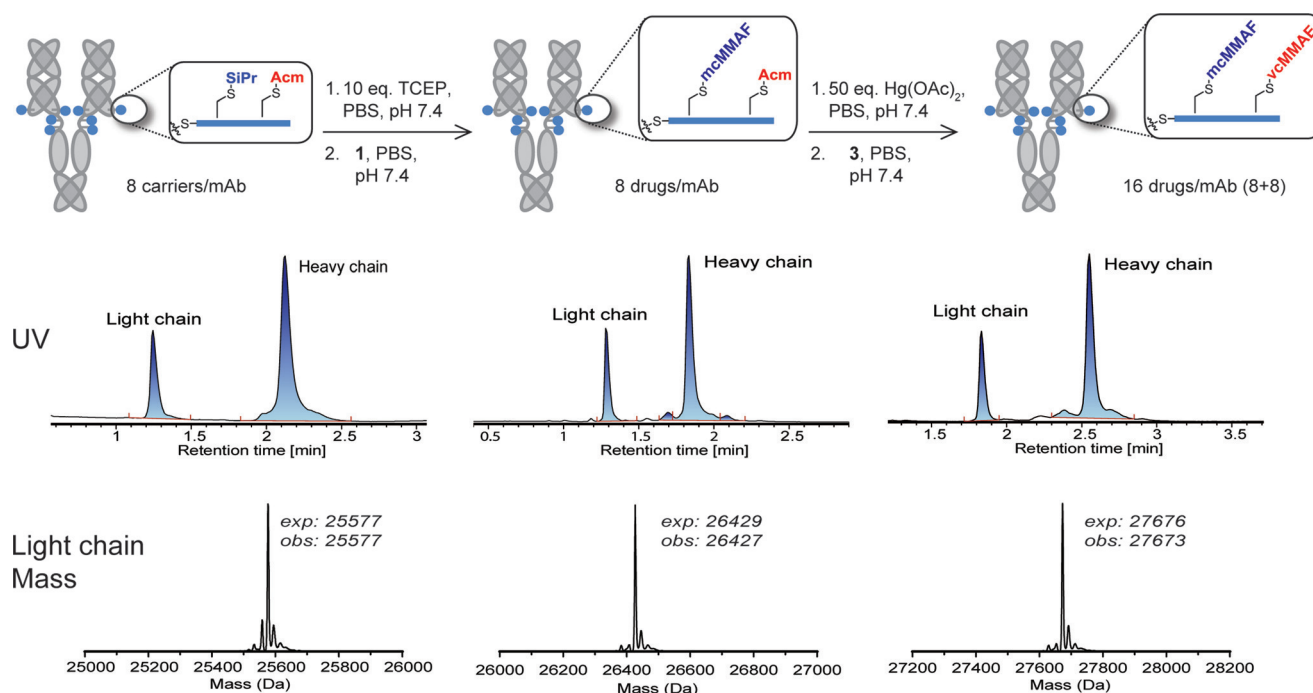 SiPr
Acm
S
S
S
8 carriers/mAb
1. 10 eq. TCEP,
PBS, pH 7.4
2. 1, PBS,
pH 7.4
mcMMAF
Acm
S
S
S
8 drugs/mAb
1. 50 eq. Hg(OAc)2,
PBS, pH 7.4
2. 3, PBS,
pH 7.4
mcMMAF
vcMMAE
S
S
S
16 drugs/mAb (8+8)
UV
Light chain
Heavy chain
1 1.5 2 2.5 3
Retention time [min]
Light chain
Heavy chain
0.5 1 1.5 2 2.5
Retention time [min]
Light chain
Heavy chain
1.5 2 2.5 3 3.5
Retention time [min]
Light chain
Mass
exp: 25577
obs: 25577
25000 25200 25400 25600 25800 26000
Mass (Da)
exp: 26429
obs: 26427
26000 26200 26400 26600 26800 27000
Mass (Da)
exp: 27676
obs: 27673
27200 27400 27600 27800 28000 28200
Mass (Da)